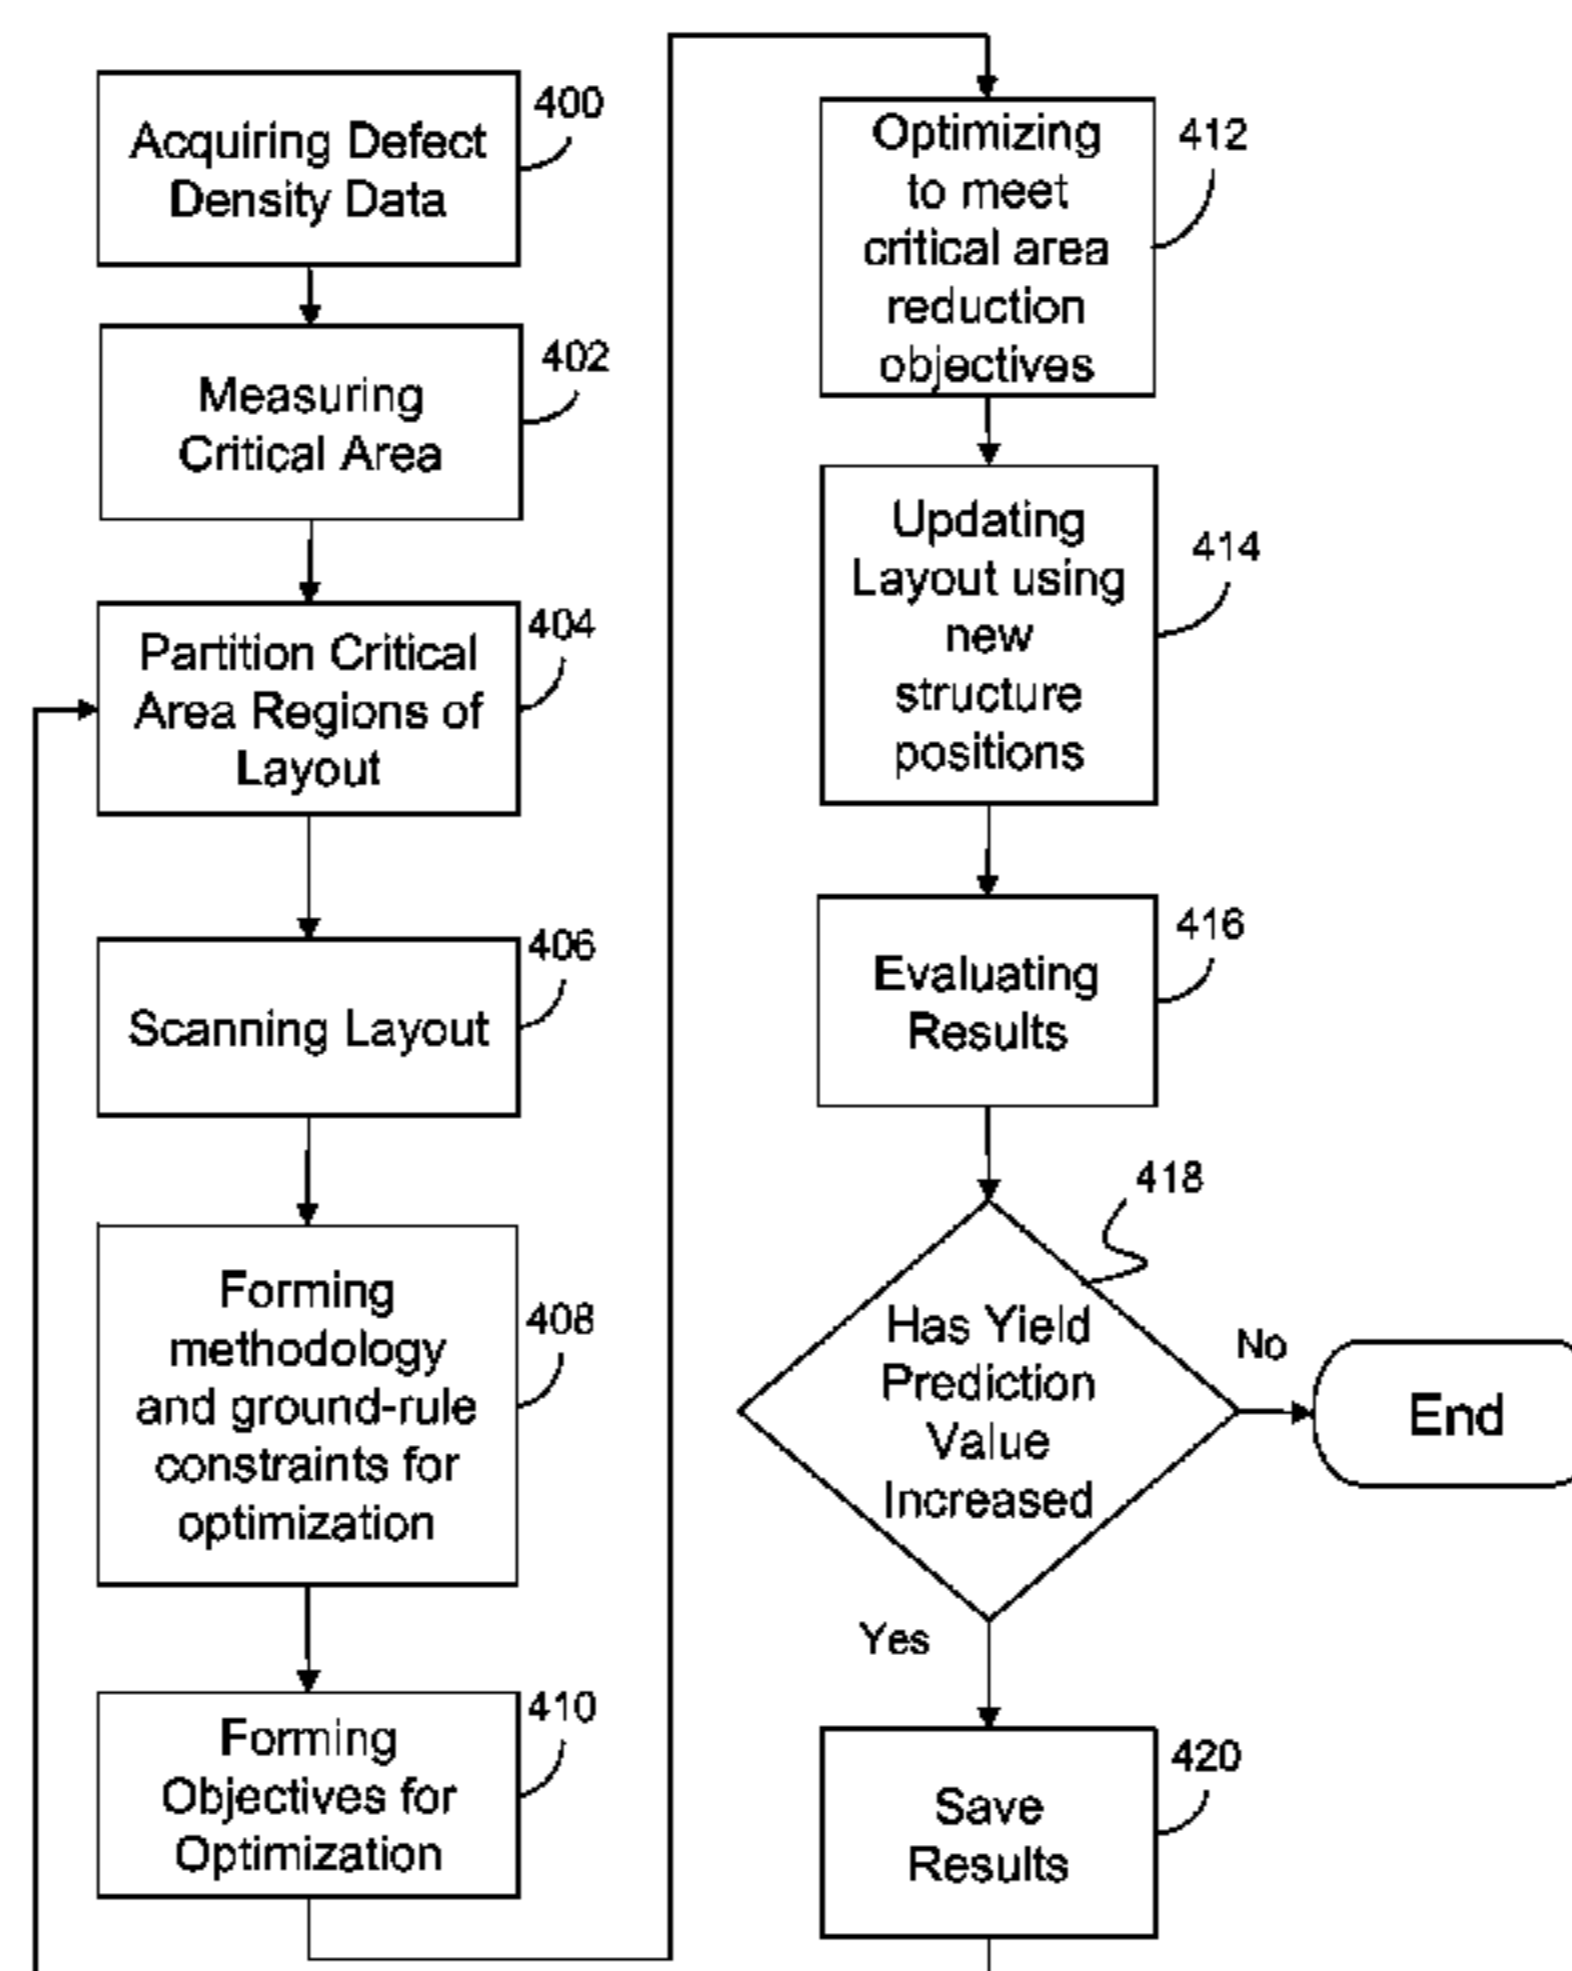 Acquiring Defect
Density Data
400
Measuring
Critical Area
402
Partition Critical
Area Regions of
Layout
404
Scanning Layout
406
Forming
methodology
and ground-rule
constraints for
optimization
408
Forming
Objectives for
Optimization
410
Optimizing
to meet
critical area
reduction
objectives
412
Updating
Layout using
new
structure
positions
414
Evaluating
Results
416
Has Yield
Prediction
Value
Increased
418
No
End
Yes
Save
Results
420